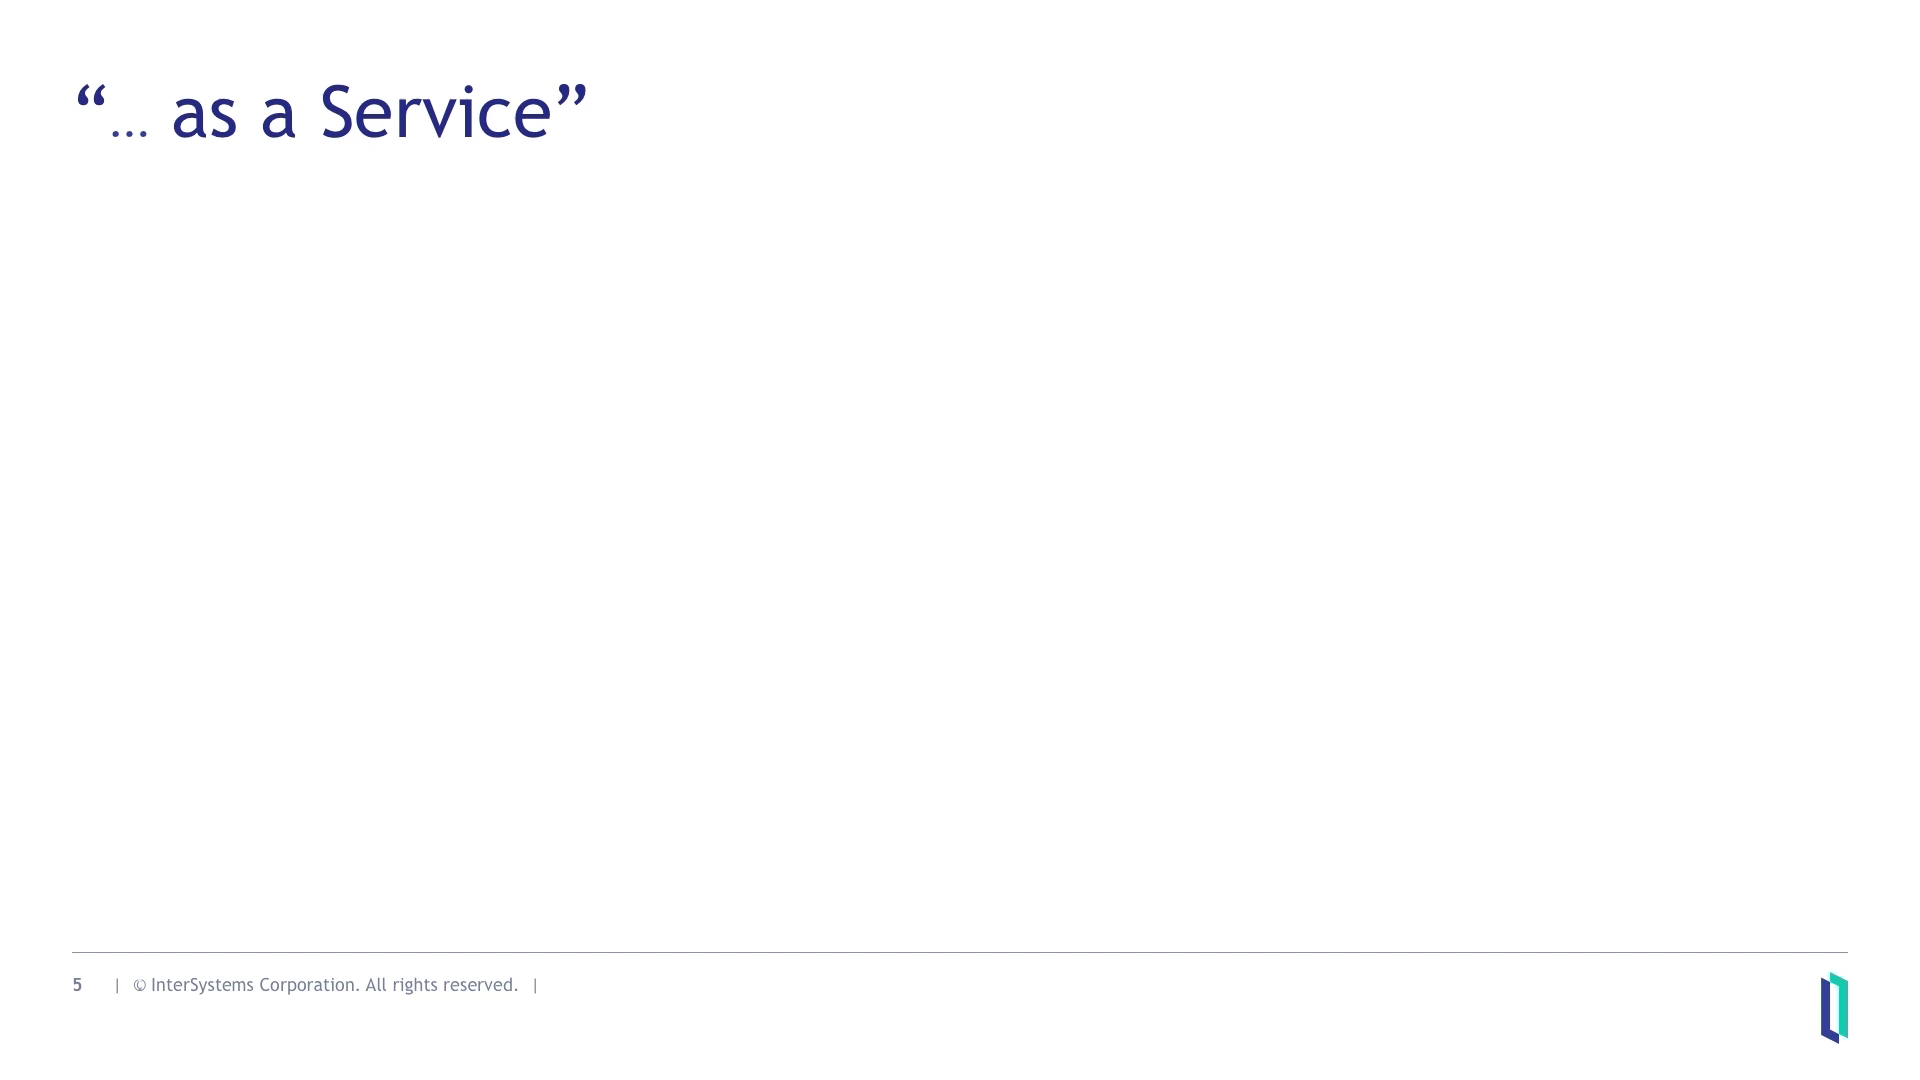 “… as a Service”
5 | © InterSystems Corporation. All rights reserved. |